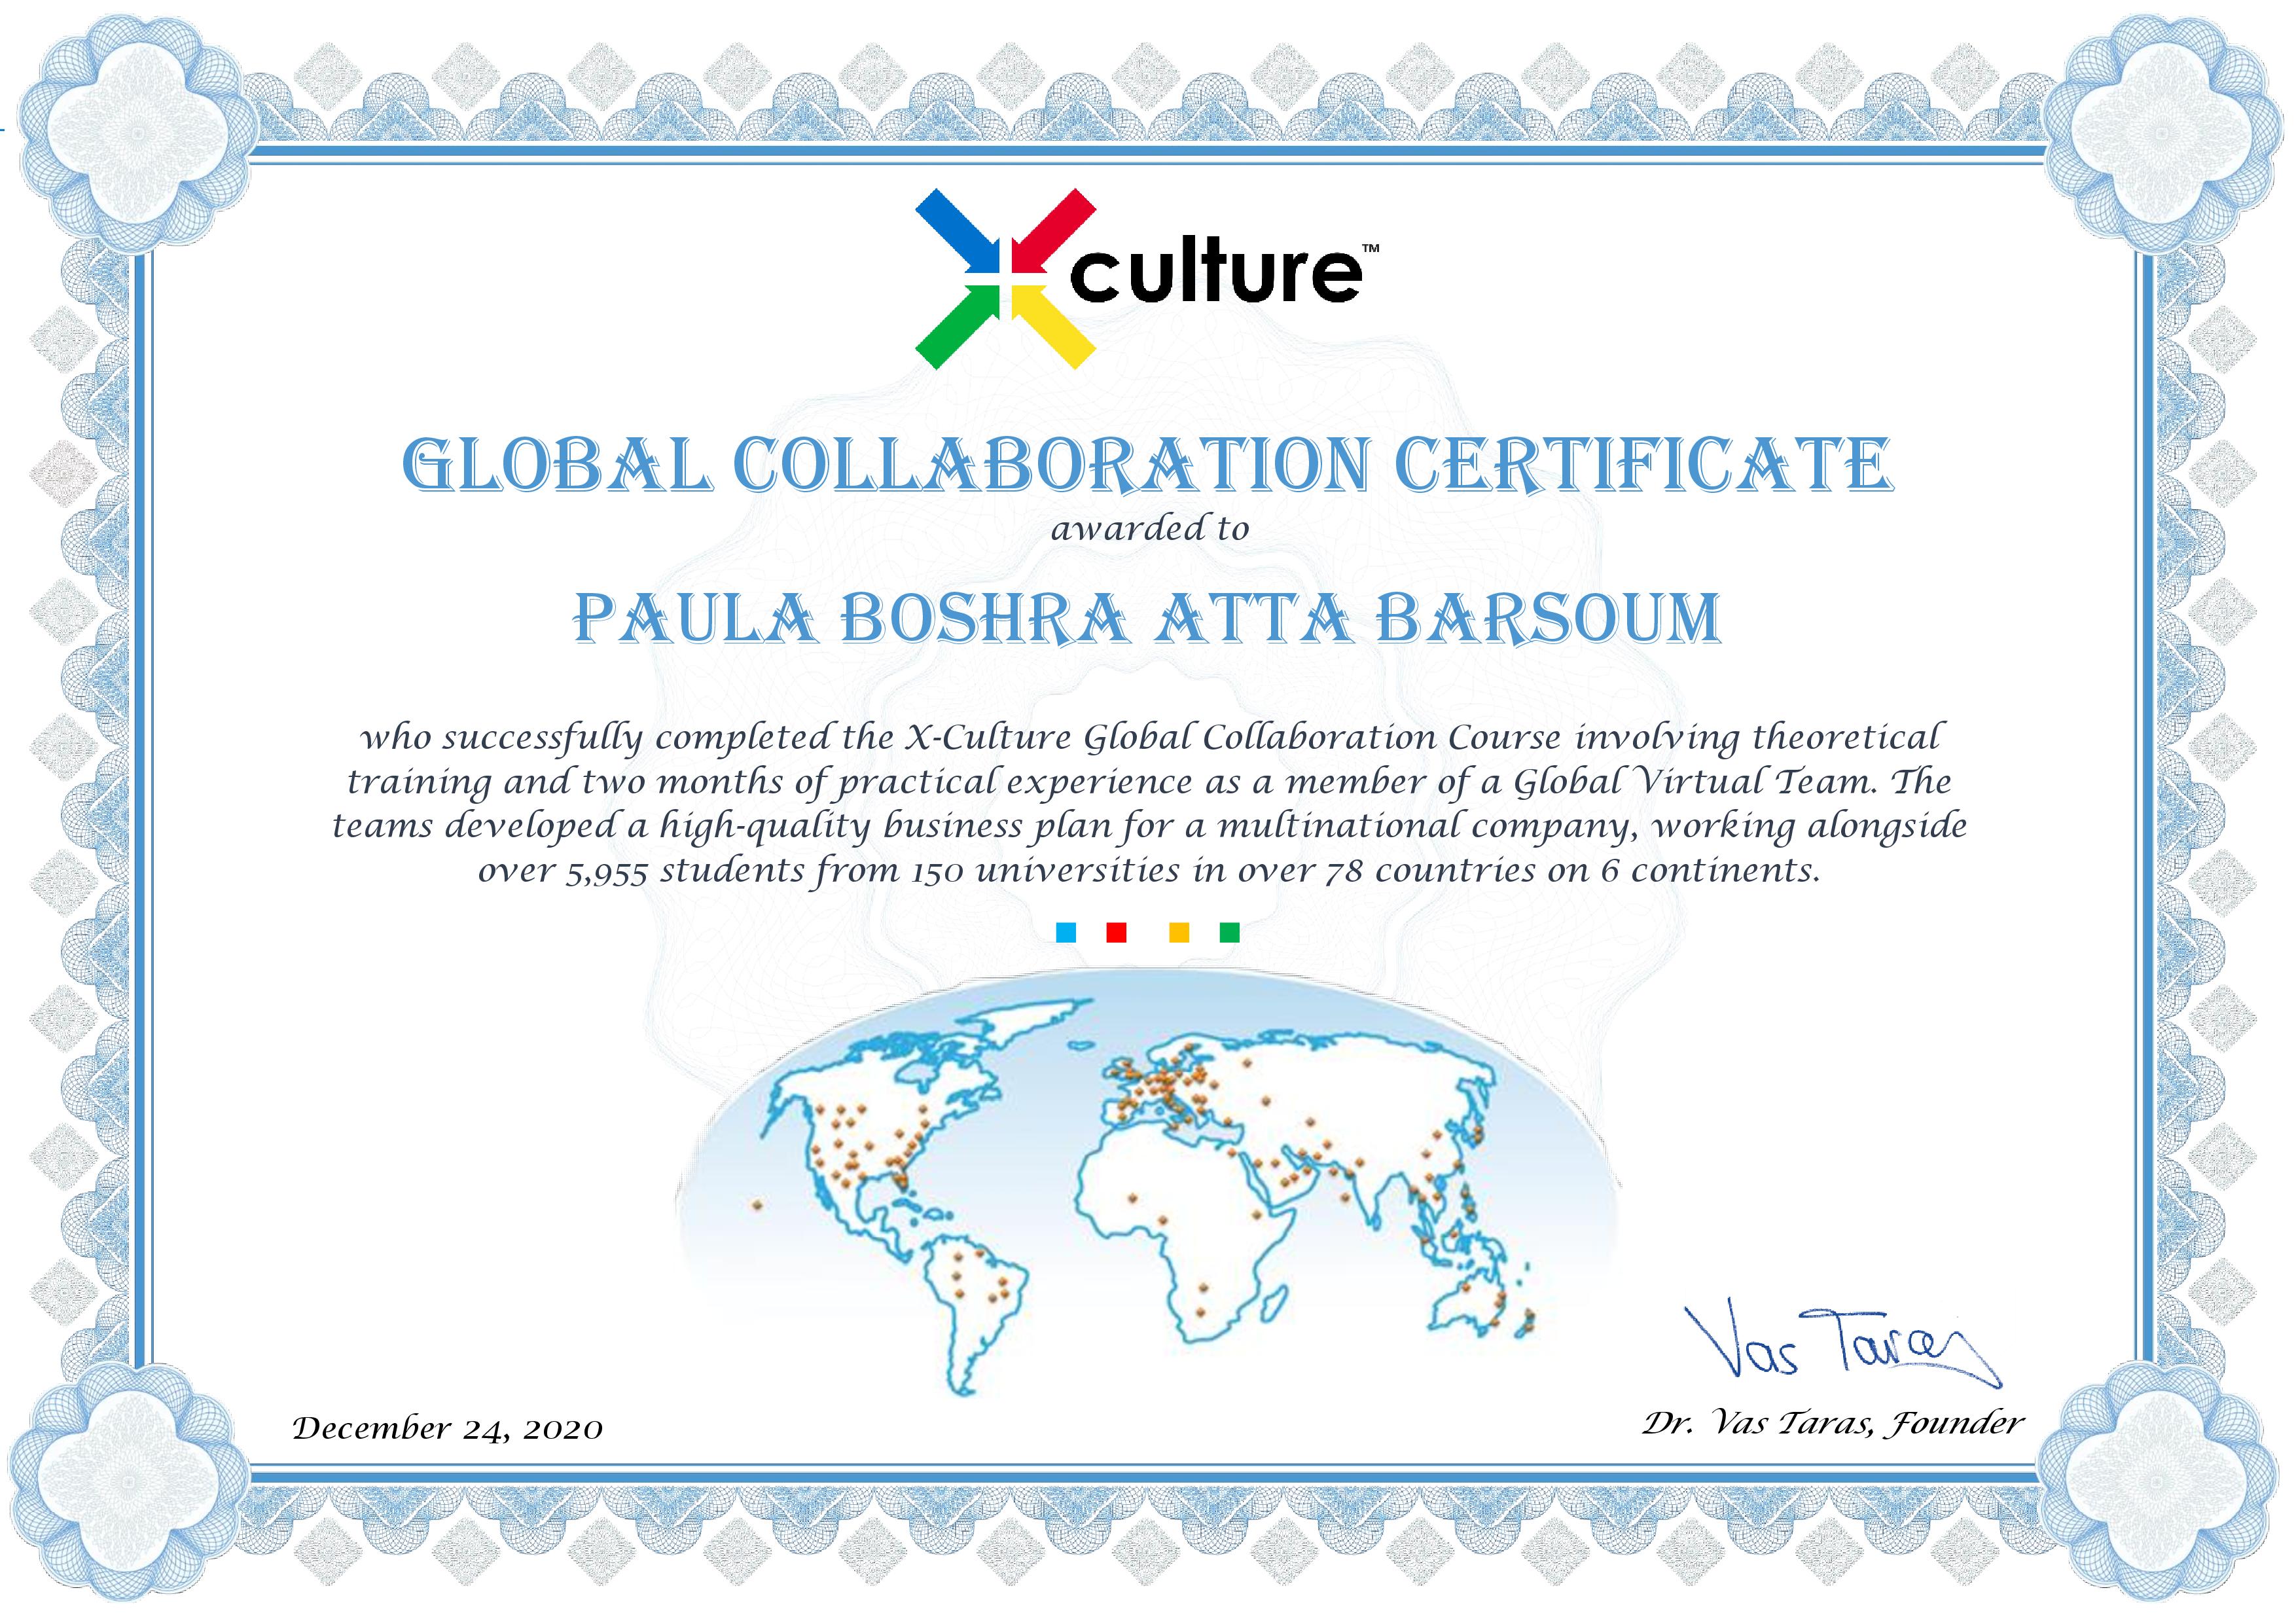 culture™
GLOBAL COLLABORATION CERTIFICATE
awarded to
PAULA BOSHRA ATTA BARSOUM
who successfully completed the X-Culture Global Collaboration Course involving theoretical
training and two months of practical experience as a member of a Global Virtual Team. The
teams developed a high-quality business plan for a multinational company, working alongside
over 5,955 students from 150 universities in over 78 countries on 6 continents.
Vas Taras
December 24, 2020
Dr. Vas Taras, Founder